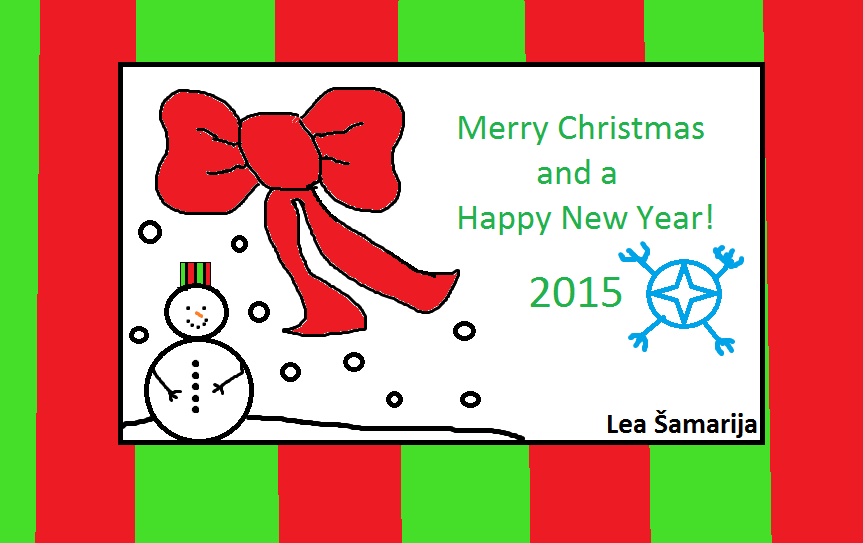 Merry Christmas
and a
Happy New Year!
2015
Lea Šamarija